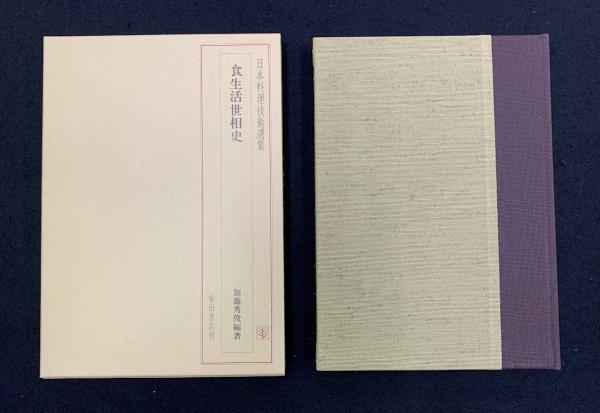 日本料理技術選集
食生活世相史
加藤秀俊編著
柴田書店刊